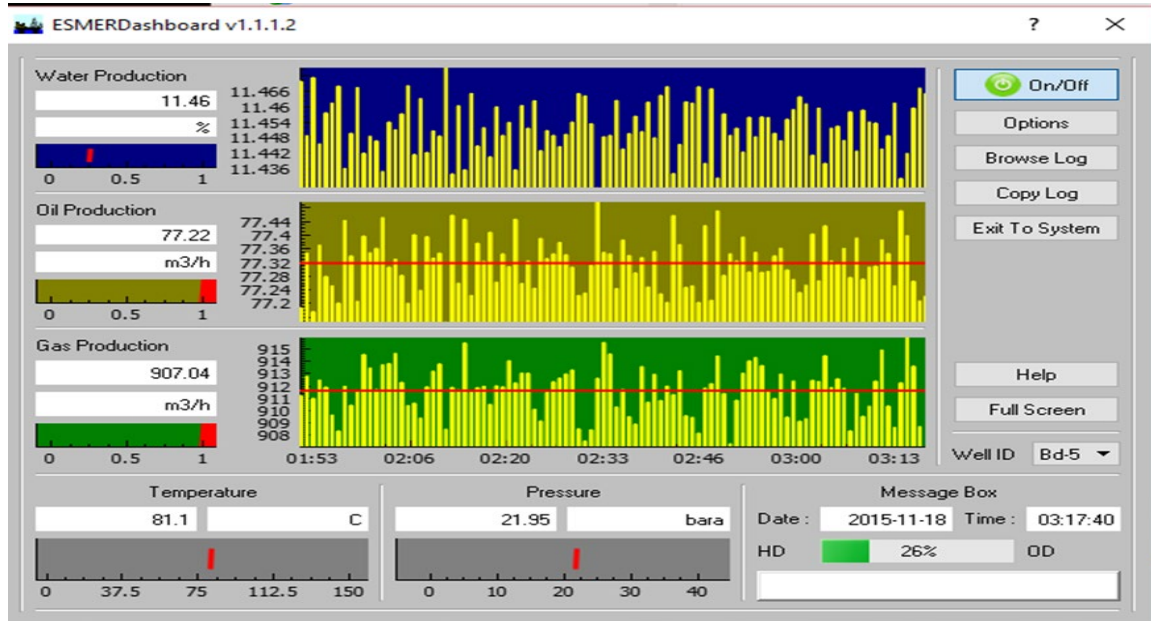 ESMERDashboard v1.1.1.2 ?
Water Production
11.46
%
0 0.5 1
11.466
11.46
11.454
11.448
11.442
11.436
On/Off
Options
Browse Log
Copy Log
Exit To System
Oil Production
77.22
m3/h
0 0.5 1
77.44
77.4
77.36
77.32
77.28
77.24
77.2
Gas Production
907.04
m3/h
0 0.5 1
915
914
913
912
911
910
909
908
01:53 02:06 02:20 02:33 02:46 03:00 03:13
Help
Full Screen
Well ID Bd-5
Temperature
81.1 C
0 37.5 75 112.5 150
Pressure
21.95 bara
0 10 20 30 40
Message Box
Date : 2015-11-18 Time : 03:17:40
HD 26% OD